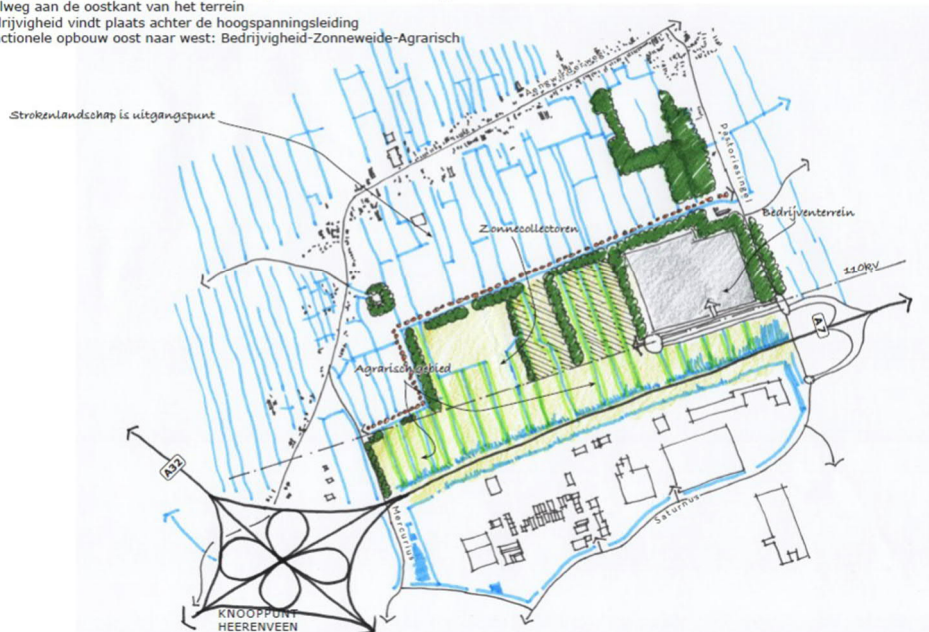 lweg aan de oostkant van het terrein
drijvigheid vindt plaats achter de hoogspanningsleiding
ctionele opbouw oost naar west: Bedrijvigheid-Zonneweide-Agrarisch
Strokenlandschap is uitgangspunt
Pastoriesingel
Zonnecollectoren
Bedrijventerrein
110kV
A7
Agrarisch gebied
A32
Mercurius
Saturnus
KNOOPPUNT
HEERENVEEN